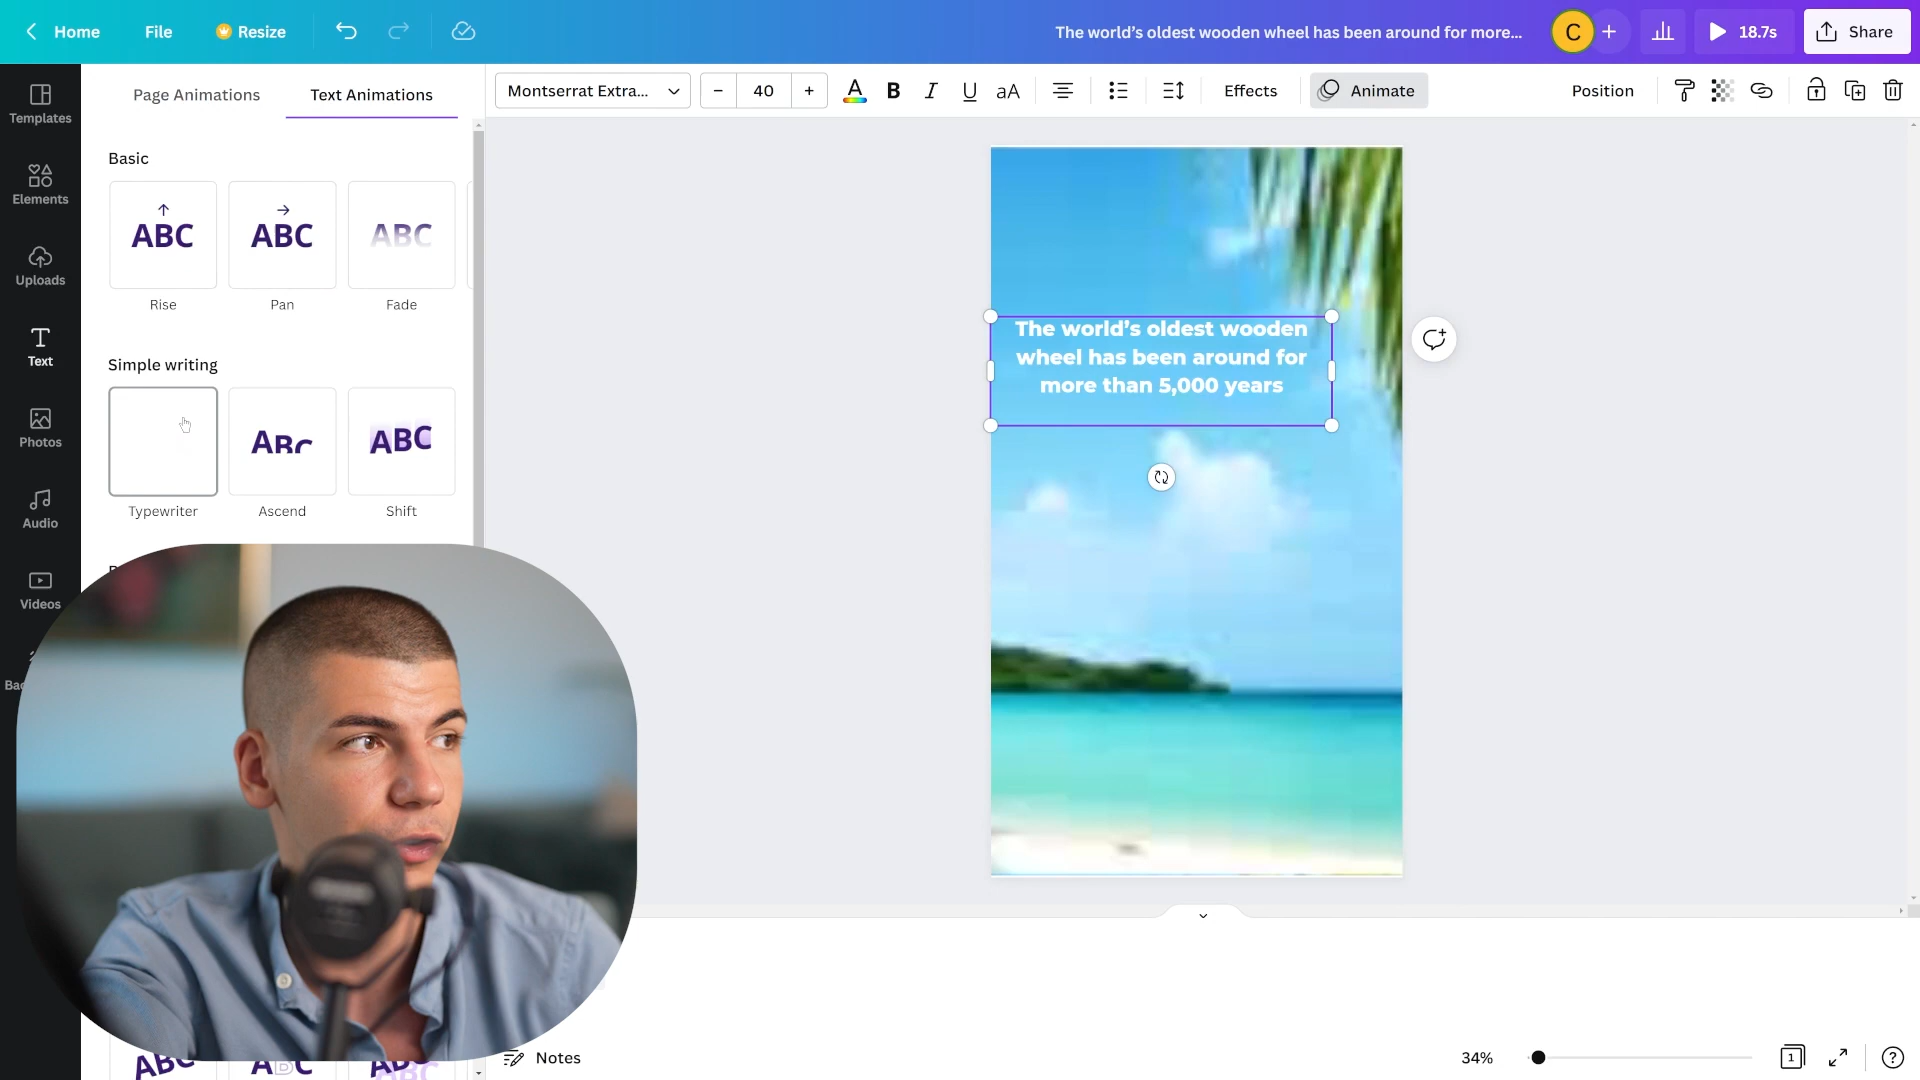 Home
File
Resize
The world’s oldest wooden wheel has been around for more...
C
18.7s
Share
Templates
Elements
Uploads
Text
Photos
Audio
Videos
Page Animations
Text Animations
Basic
ABC
ABC
ABC
Rise
Pan
Fade
Simple writing
ABC
ABC
Typewriter
Ascend
Shift
ABC
ABC
Montserrat Extra...
40
A
B
I
U
aA
Effects
Animate
Position
The world’s oldest wooden
wheel has been around for
more than 5,000 years
Notes
34%
1
?